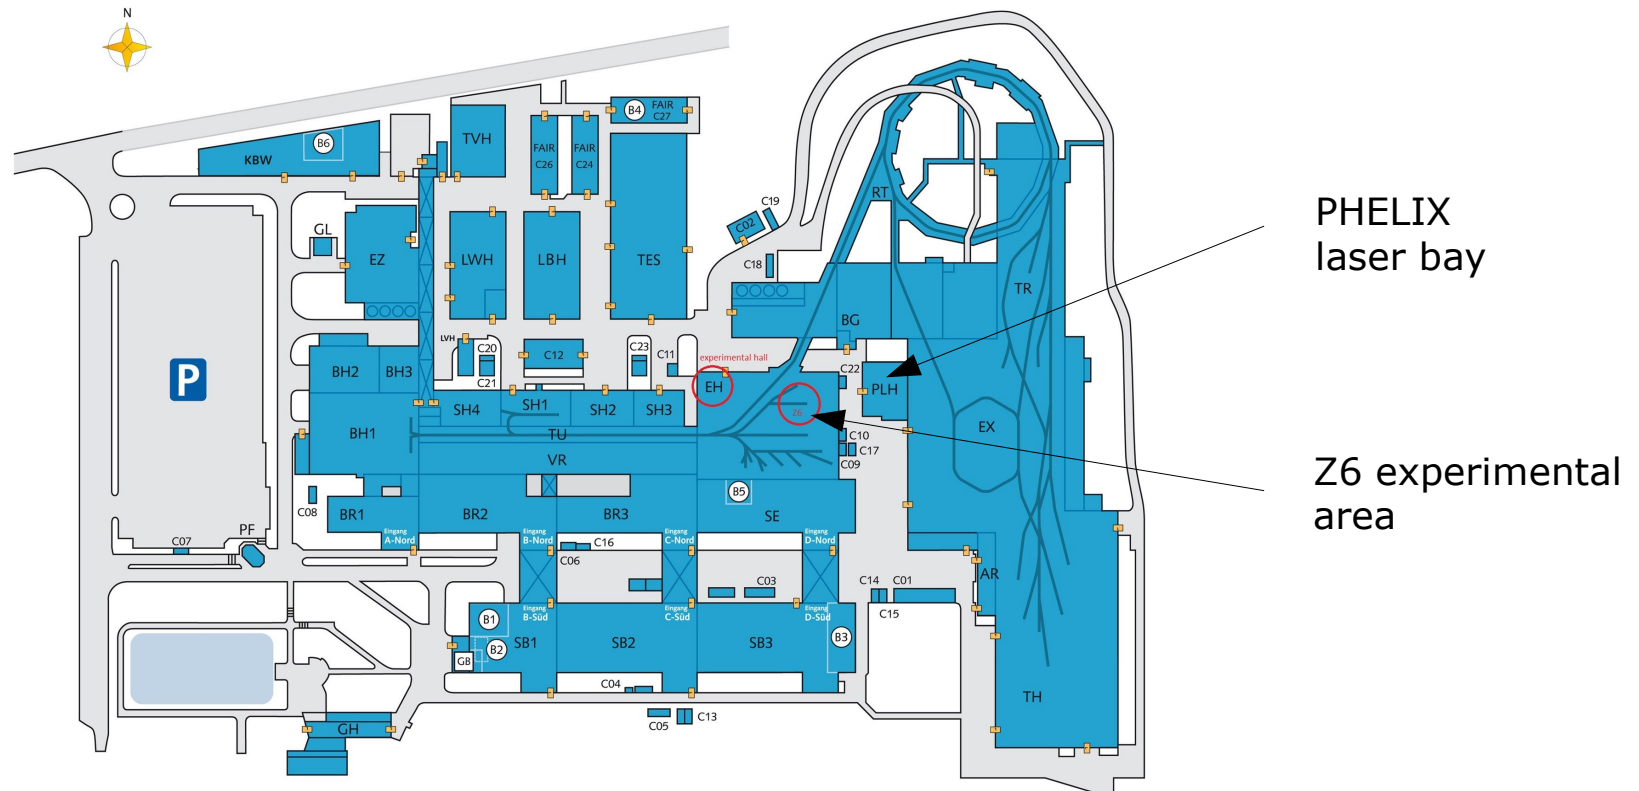 N
B4
FAIR
C27
TVH
FAIR
C26
FAIR
C24
B6
KBW
RT
C19
C02
GL
EZ
LWH
LBH
TES
C18
PHELIX
laser bay
TR
BG
LVH
C20
C21
C12
C23
C11
experimental hall
P
BH2
BH3
EH
C22
PLH
SH4
SH1
SH2
SH3
Z6
BH1
TU
EX
C10
C17
C09
VR
Z6 experimental
area
C08
BR1
BR2
BR3
B5
SE
PF
C07
Eingang
A-Nord
Eingang
B-Nord
Eingang
C-Nord
Eingang
D-Nord
C16
C06
C03
C14
C01
C15
AR
Eingang
B-Süd
Eingang
C-Süd
Eingang
D-Süd
B1
B2
GB
SB1
SB2
SB3
B3
C04
C05
C13
TH
GH